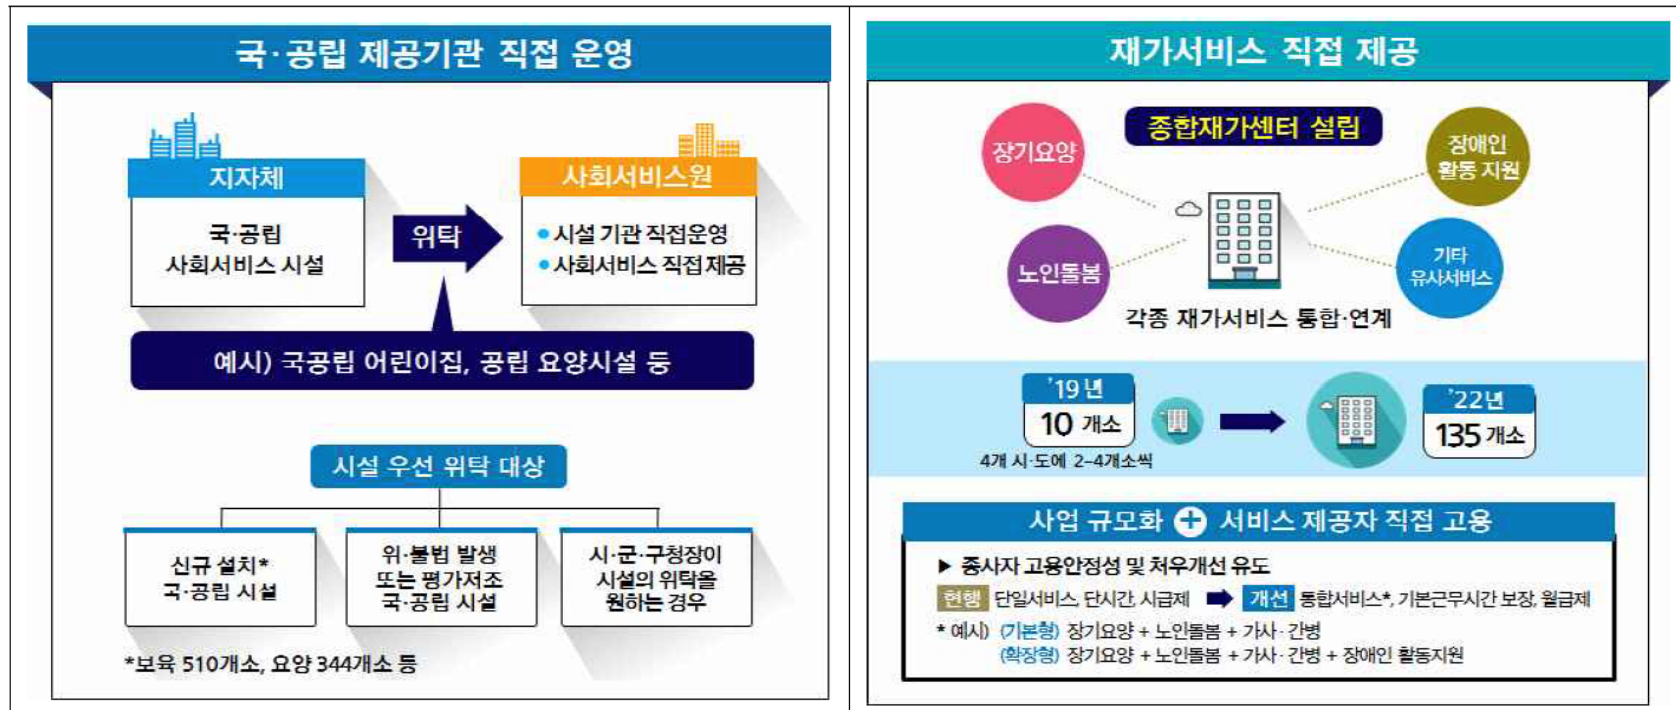 국·공립 제공기관 직접 운영
지자체
국·공립
사회서비스 시설
위탁
사회서비스원
• 시설 기관 직접운영
• 사회서비스 직접 제공
예시) 국공립 어린이집, 공립 요양시설 등
시설 우선 위탁 대상
신규 설치*
국·공립 시설
위·불법 발생
또는 평가저조
국·공립 시설
시·군·구청장이
시설의 위탁을
원하는 경우
*보육 510개소, 요양 344개소 등
재가서비스 직접 제공
종합재가센터 설립
장기요양
장애인
활동 지원
노인돌봄
기타
유사서비스
각종 재가서비스 통합·연계
'19년
10 개소
4개 시·도에 2-4개소씩
'22년
135 개소
사업 규모화 + 서비스 제공자 직접 고용
▶ 종사자 고용안정성 및 처우개선 유도
현행 단일서비스, 단시간, 시급제 ➡ 개선 통합서비스*, 기본근무시간 보장, 월급제
* 예시) (기본형) 장기요양 + 노인돌봄 + 가사·간병
(확장형) 장기요양 + 노인돌봄 + 가사·간병 + 장애인 활동지원